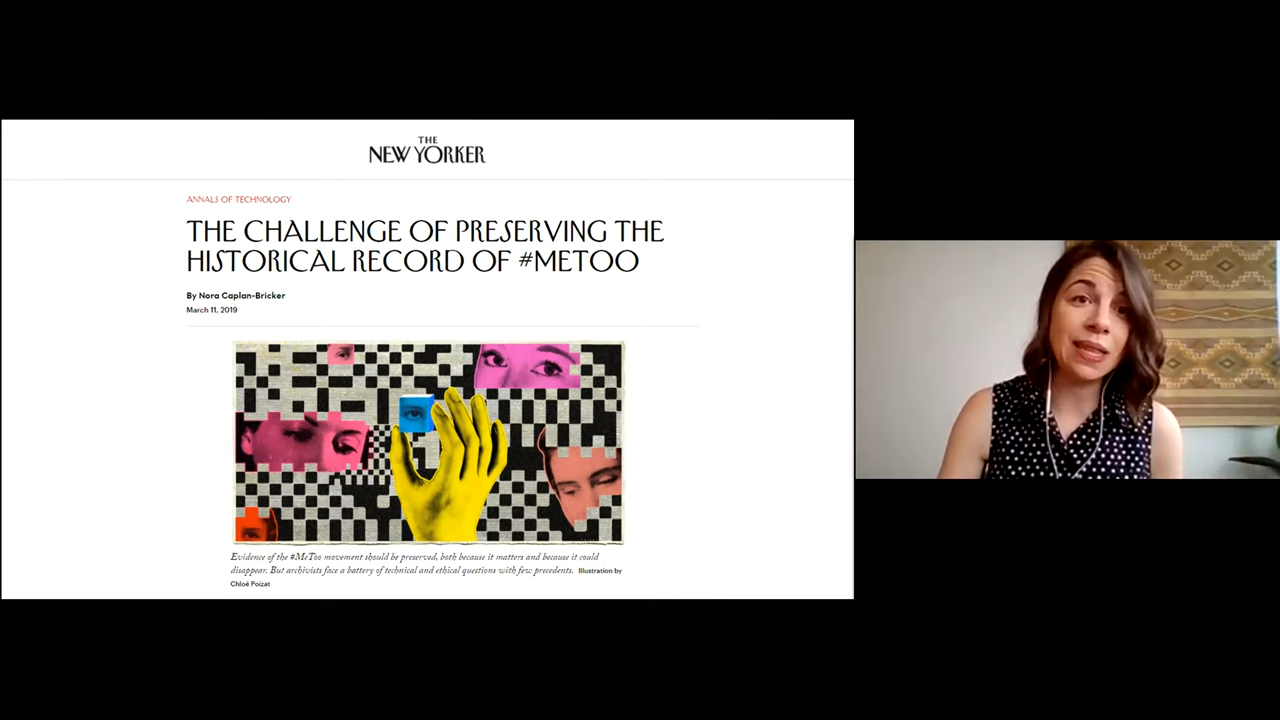 THE
NEW YORKER
ANNALS OF TECHNOLOGY
THE CHALLENGE OF PRESERVING THE
HISTORICAL RECORD OF #METOO
By Nora Caplan-Bricker
March 11, 2019
Evidence of the #MeToo movement should be preserved, both because it matters and because it could
disappear. But archivists face a battery of technical and ethical questions with few precedents. Illustration by
Chloé Poizat